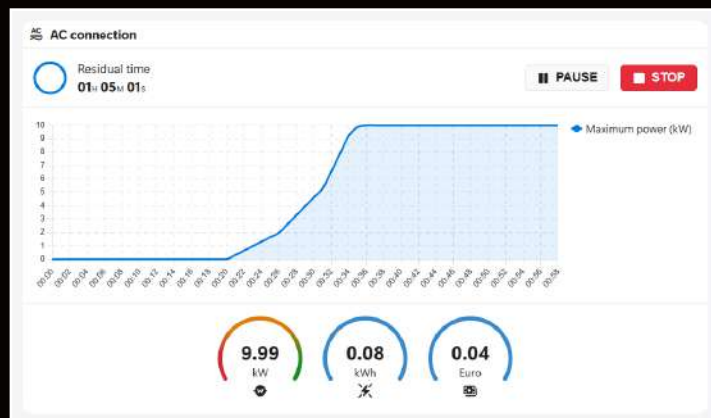 AC connection
Residual time
01H 05M 01S
PAUSE
STOP
10
9
8
7
6
5
4
3
2
1
0
Maximum power (kW)
00:00 00:02 00:04 00:06 00:08 00:10 00:12 00:14 00:16 00:18 00:20 00:22 00:24 00:26 00:28 00:30 00:32 00:34 00:36 00:38 00:40 00:42 00:44 00:46 00:48 00:50 00:52 00:54 00:56 00:58
9.99 0.08 0.04
kW kWh Euro